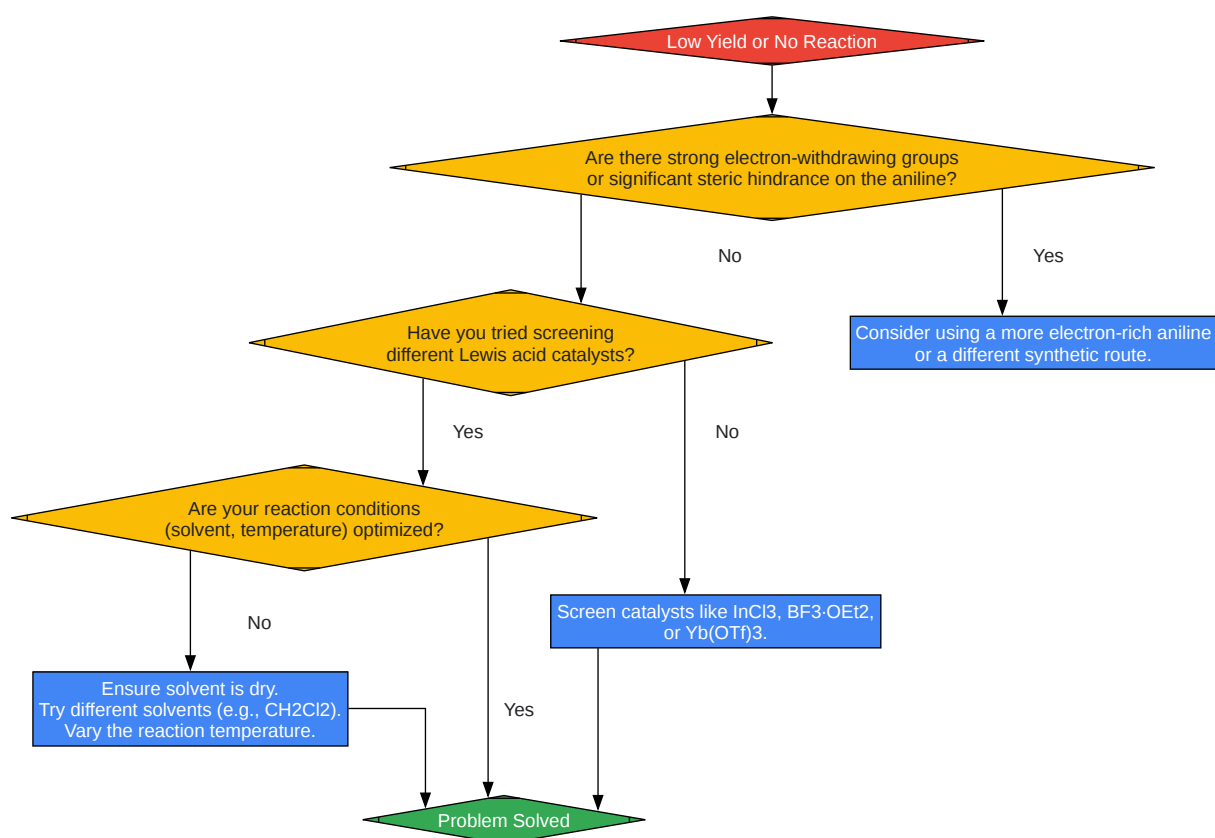 Low Yield or No Reaction
Are there strong electron-withdrawing groups
or significant steric hindrance on the aniline?
No
Yes
Have you tried screening
different Lewis acid catalysts?
Consider using a more electron-rich aniline
or a different synthetic route.
Yes
No
Are your reaction conditions
(solvent, temperature) optimized?
Screen catalysts like InCl3, BF3·OEt2,
or Yb(OTf)3.
No
Ensure solvent is dry.
Try different solvents (e.g., CH2Cl2).
Vary the reaction temperature.
Yes
Problem Solved